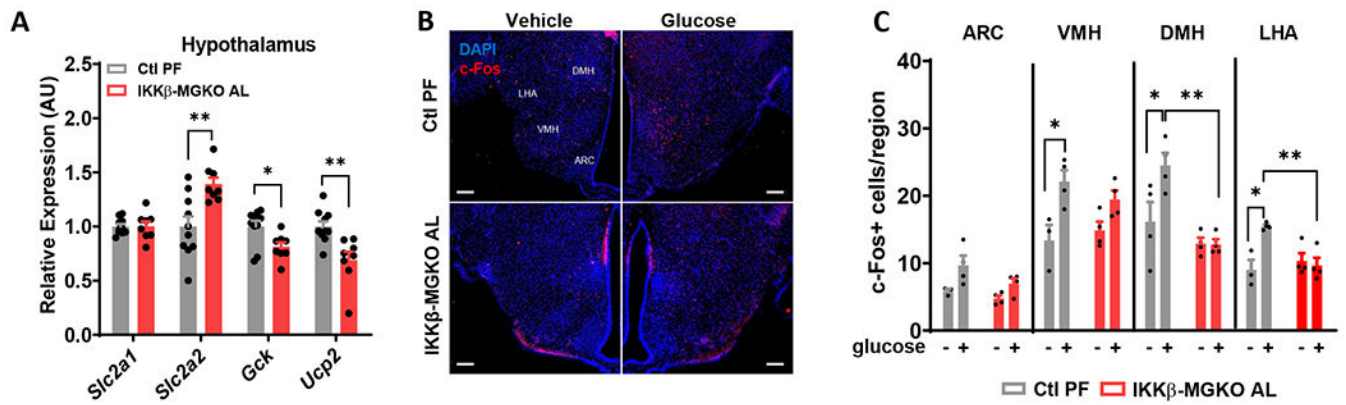 A
Hypothalamus
Ctl PF
IKKβ-MGKO AL
Relative Expression (AU)
2.5
2.0
1.5
1.0
0.5
0.0
**
*
**
Slc2a1
Slc2a2
Gck
Ucp2
B
Vehicle
Glucose
Ctl PF
IKKβ-MGKO AL
DAPI
c-Fos
DMH
LHA
VMH
ARC
C
ARC
VMH
DMH
LHA
c-Fos+ cells/region
40
30
20
10
0
*
*
**
*
**
glucose
- + - +
- + - +
- + - +
- + - +
Ctl PF
IKKβ-MGKO AL